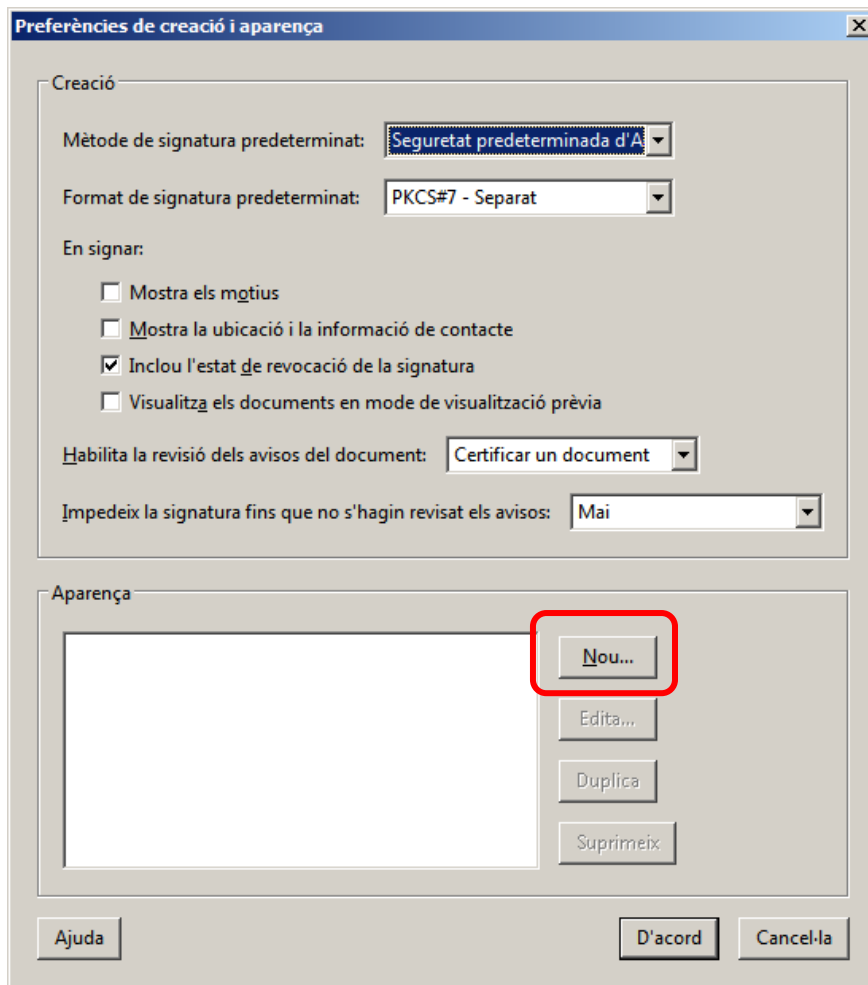 Preferències de creació i aparença
Creació
Mètode de signatura predeterminat: Seguretat predeterminada d'A
Format de signatura predeterminat: PKCS#7 - Separat
En signar:
Mostra els motius
Mostra la ubicació i la informació de contacte
Inclou l'estat de revocació de la signatura
Visualitza els documents en mode de visualització prèvia
Habilita la revisió dels avisos del document: Certificar un document
Impedeix la signatura fins que no s'hagin revisat els avisos: Mai
Aparença
Nou...
Edita...
Duplica
Suprimeix
Ajuda D'acord Cancel·la